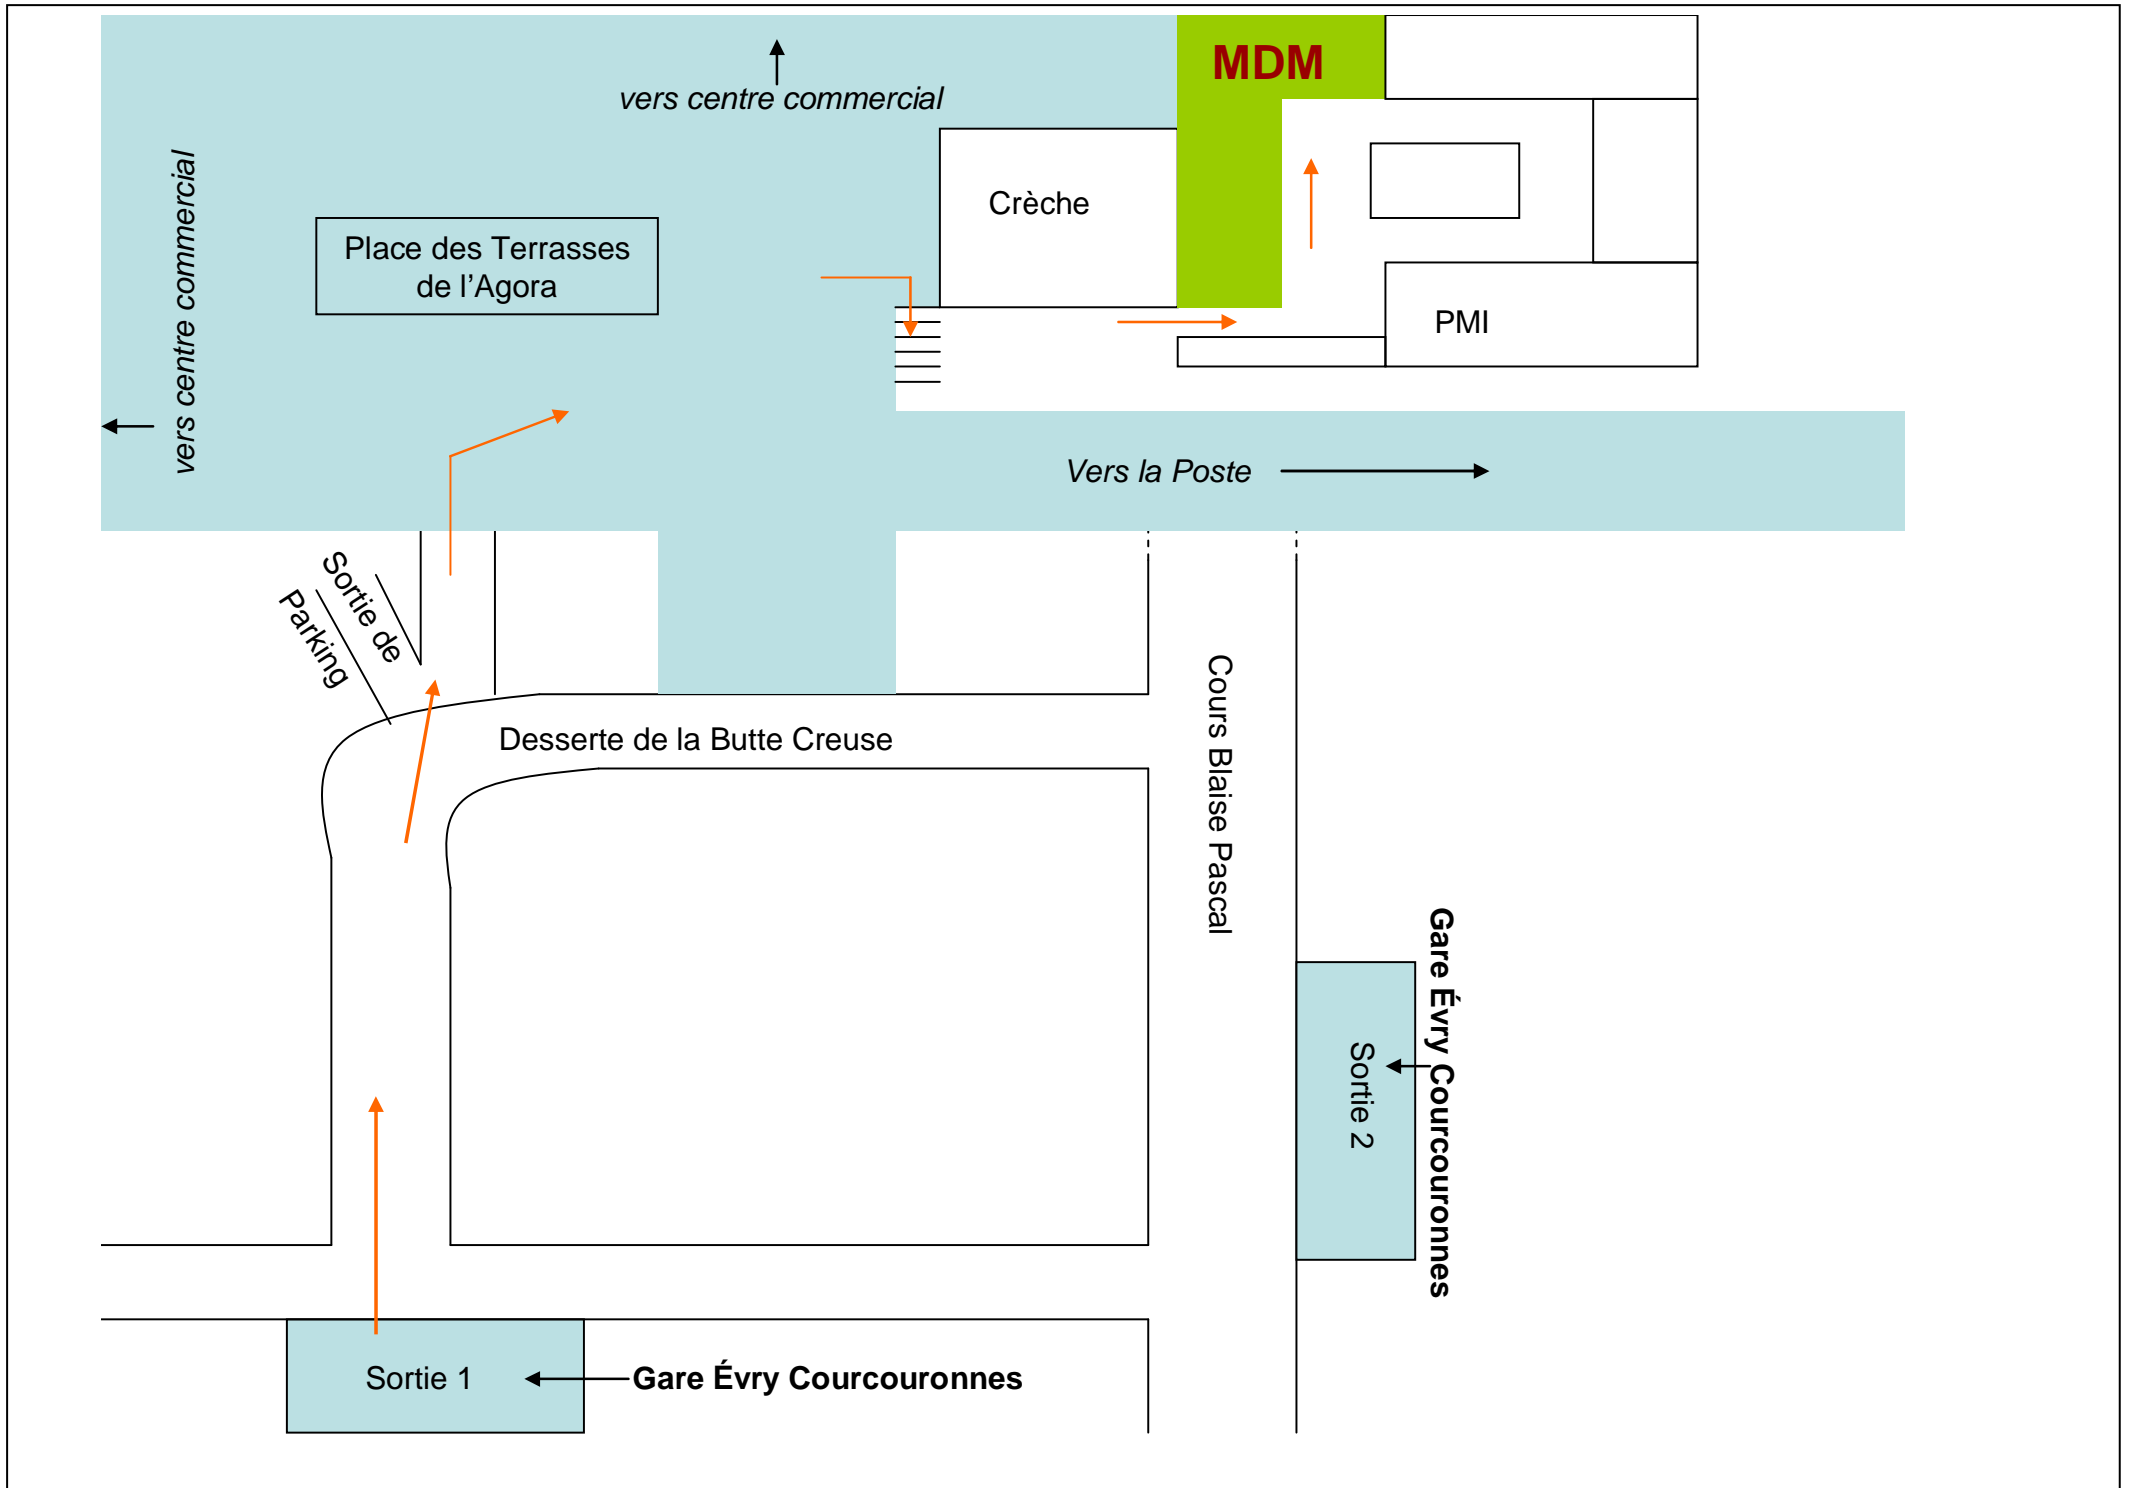 MDM
vers centre commercial
vers centre commercial
Crèche
Place des Terrasses
de l'Agora
PMI
Vers la Poste
Sortie de
Parking
Cours Blaise Pascal
Desserte de la Butte Creuse
Gare Évry Courcouronnes
Sortie 2
Sortie 1
Gare Évry Courcouronnes